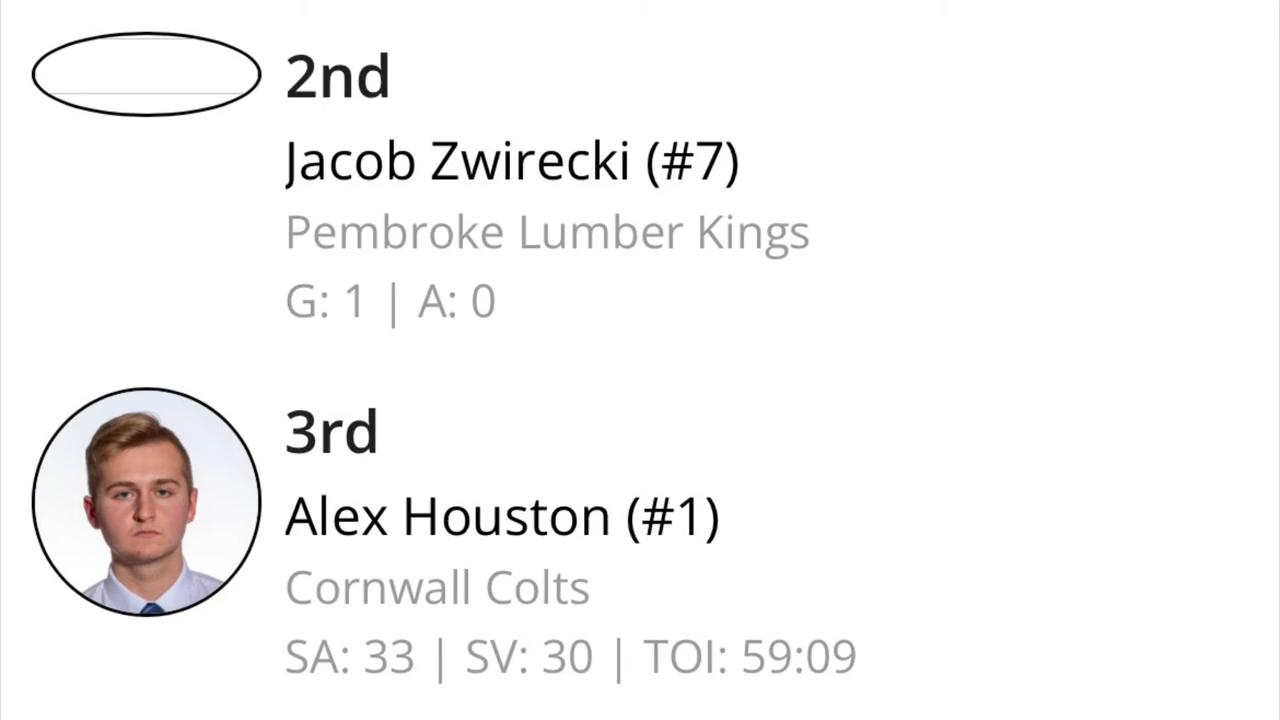 2nd
Jacob Zwirecki (#7)
Pembroke Lumber Kings
G: 1 | A: 0
3rd
Alex Houston (#1)
Cornwall Colts
SA: 33 | SV: 30 | TOI: 59:09